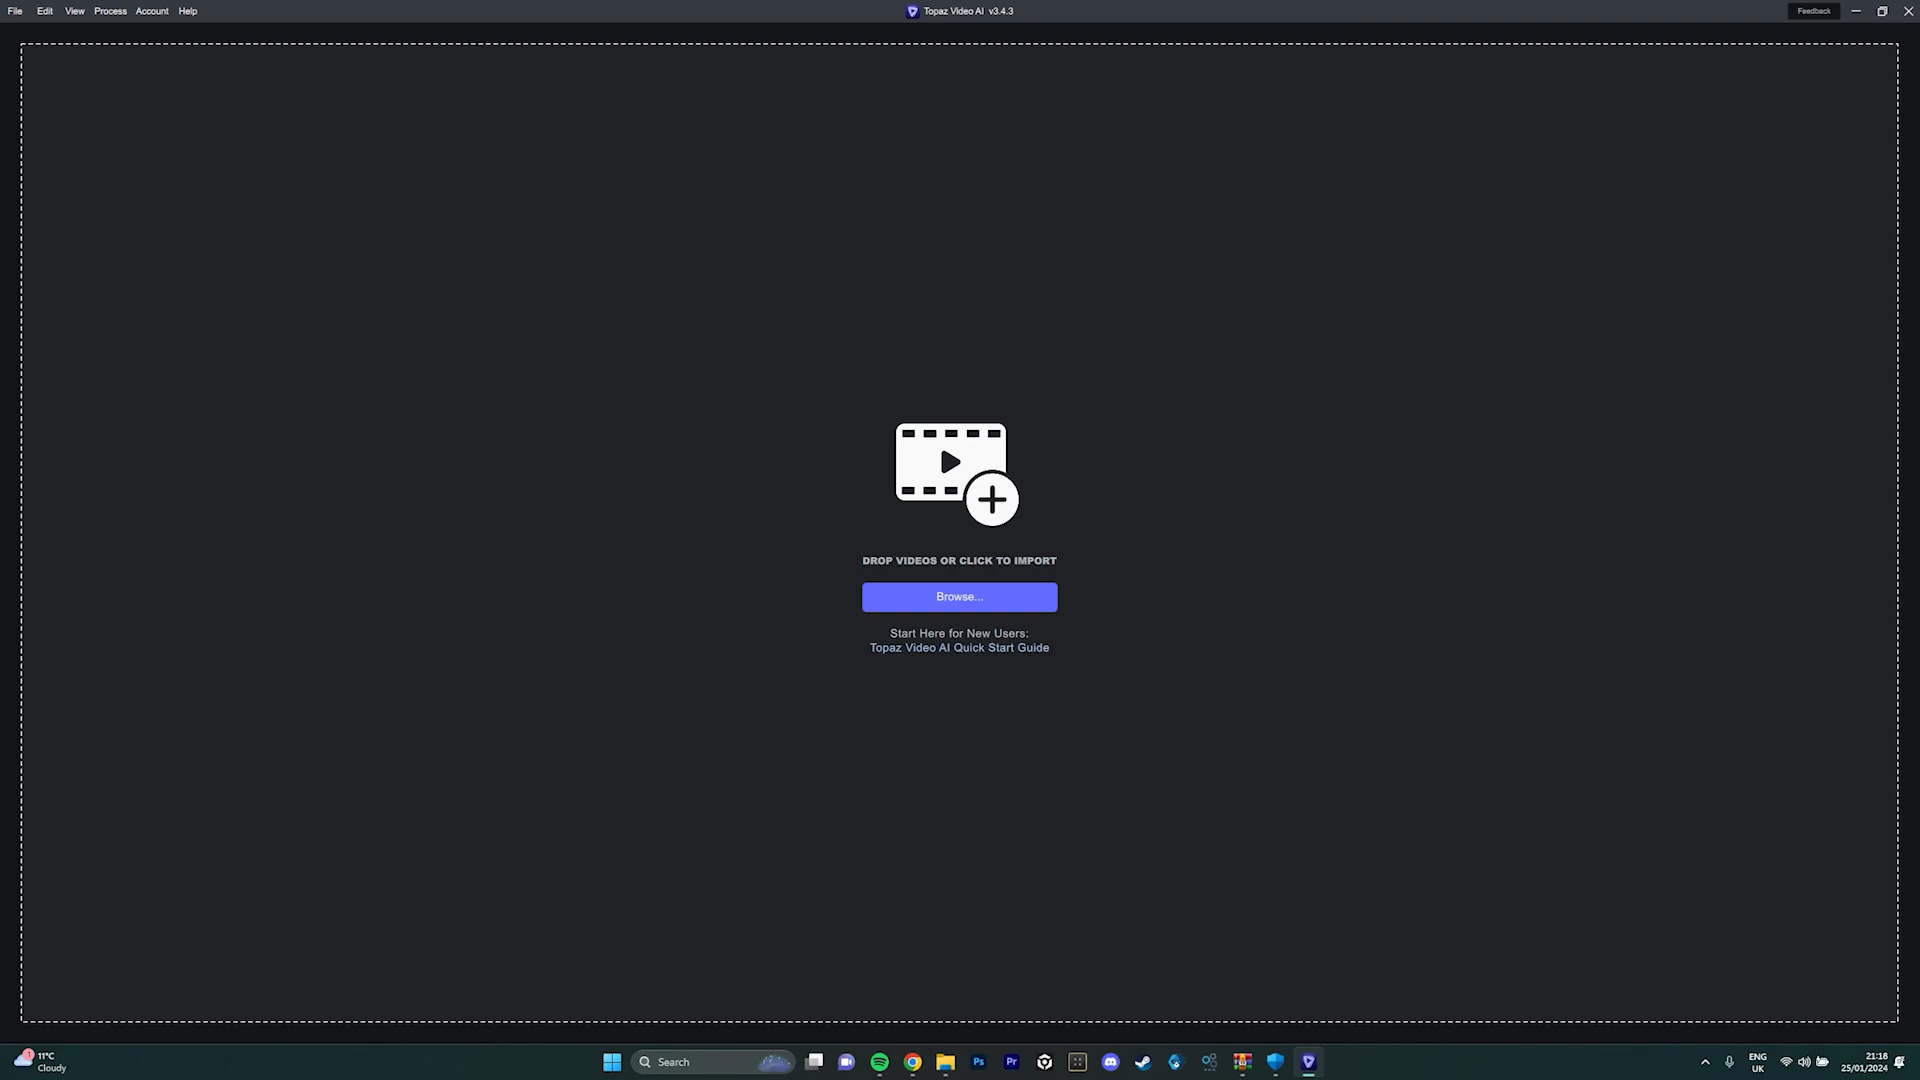 File Edit View Process Account Help
Topaz Video AI v3.4.3
Feedback
DROP VIDEOS OR CLICK TO IMPORT
Browse...
Start Here for New Users:
Topaz Video AI Quick Start Guide
1
11°C
Cloudy
Search
Ps
Pr
ENG
UK
21:18
25/01/2024